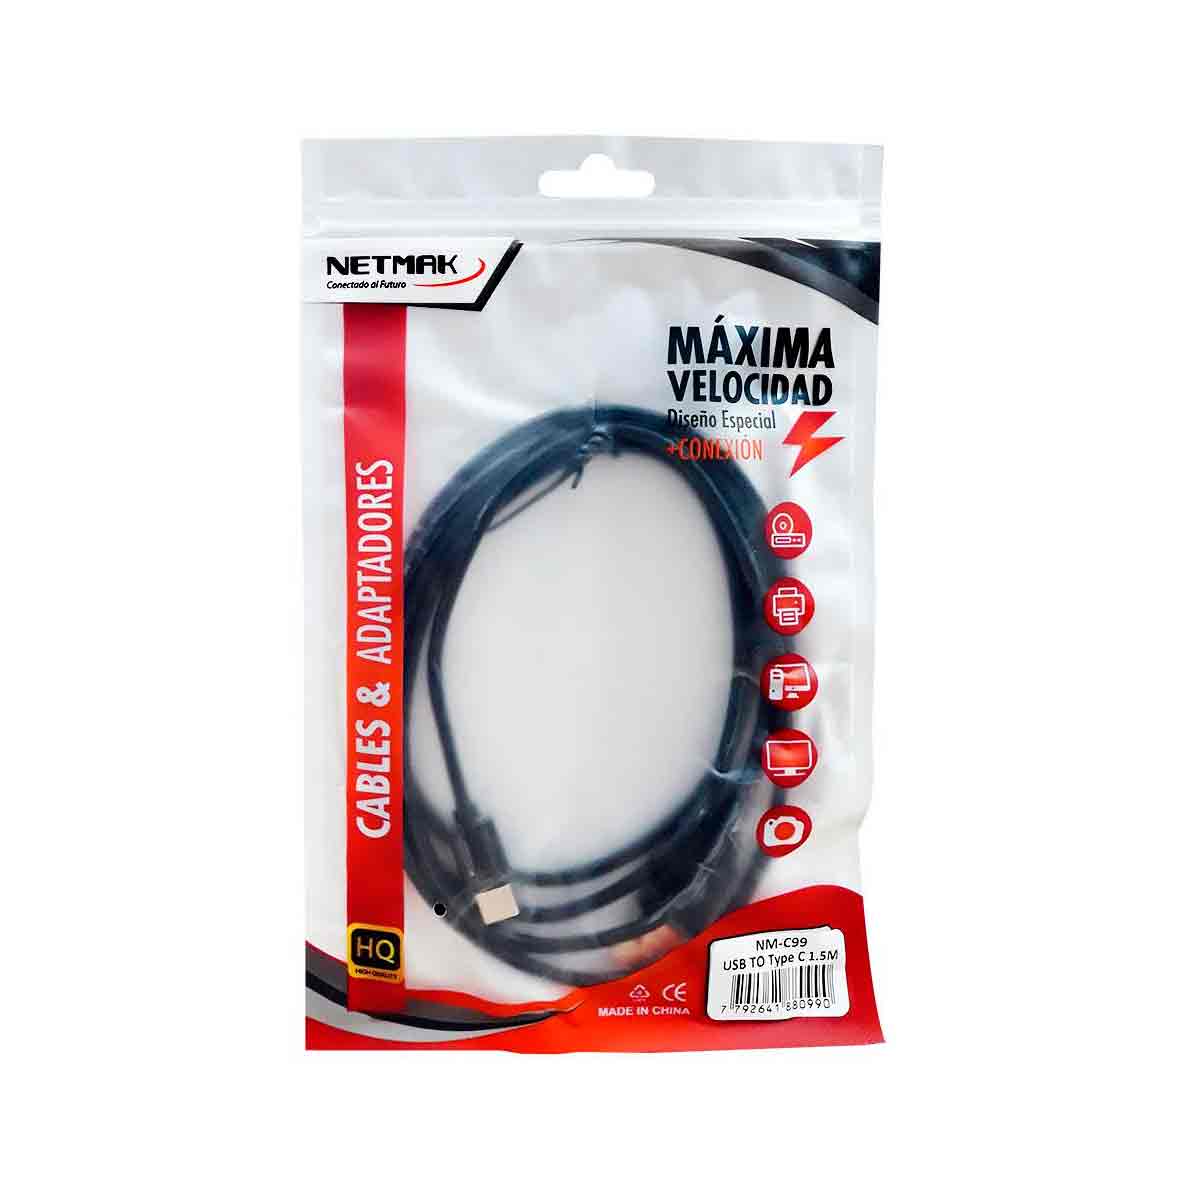 NETMAK
Conectado al Futuro
MÁXIMA
VELOCIDAD
Diseño Especial
+CONEXIÓN
CABLES & ADAPTADORES
HQ
HIGH QUALITY
CE
MADE IN CHINA
NM-C99
USB TO Type C 1.5M
7 792641 880990